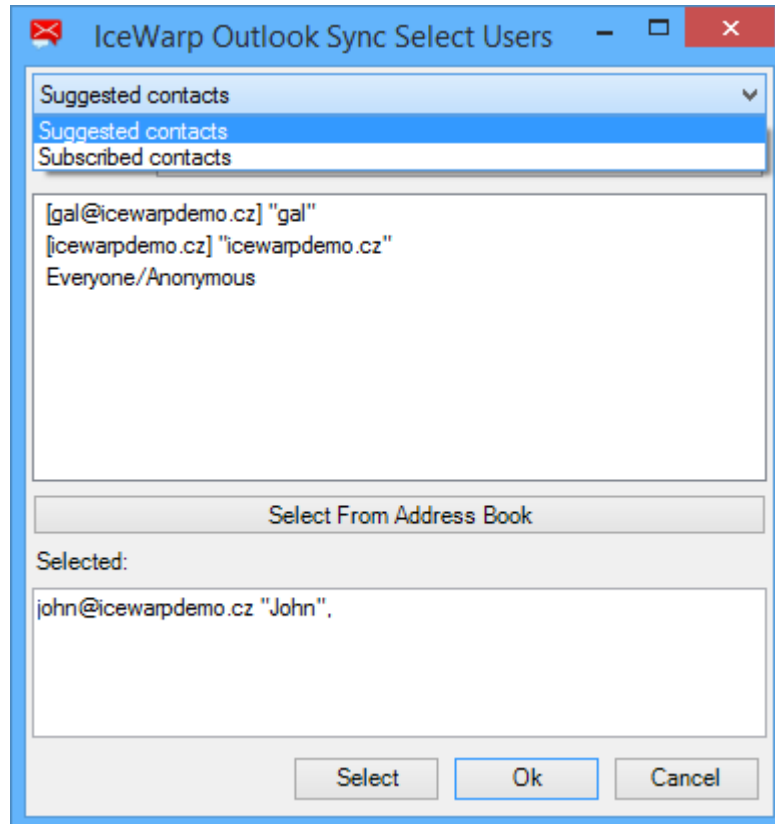 IceWarp Outlook Sync Select Users
Suggested contacts
Suggested contacts
Subscribed contacts
[gal@icewarpdemo.cz] "gal"
[icewarpdemo.cz] "icewarpdemo.cz"
Everyone/Anonymous
Select From Address Book
Selected:
john@icewarpdemo.cz "John",
Select Ok Cancel